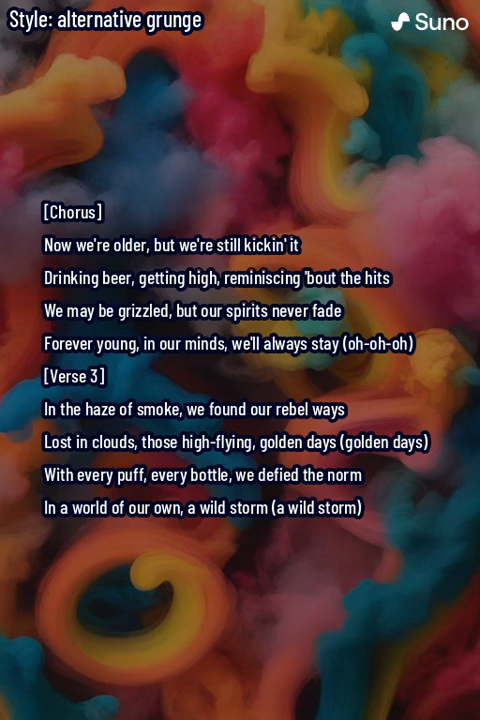 Style: alternative grunge
Suno
[Chorus]
Now we're older, but we're still kickin' it
Drinking beer, getting high, reminiscing 'bout the hits
We may be grizzled, but our spirits never fade
Forever young, in our minds, we'll always stay (oh-oh-oh)
[Verse 3]
In the haze of smoke, we found our rebel ways
Lost in clouds, those high-flying, golden days (golden days)
With every puff, every bottle, we defied the norm
In a world of our own, a wild storm (a wild storm)